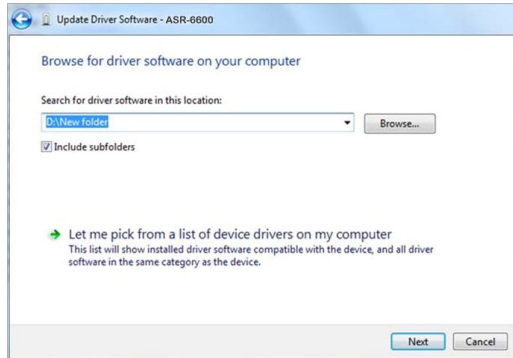 Update Driver Software - ASR-6600
Browse for driver software on your computer
Search for driver software in this location:
D:\New folder
Browse...
Include subfolders
Let me pick from a list of device drivers on my computer
This list will show installed driver software compatible with the device, and all driver
software in the same category as the device.
Next
Cancel